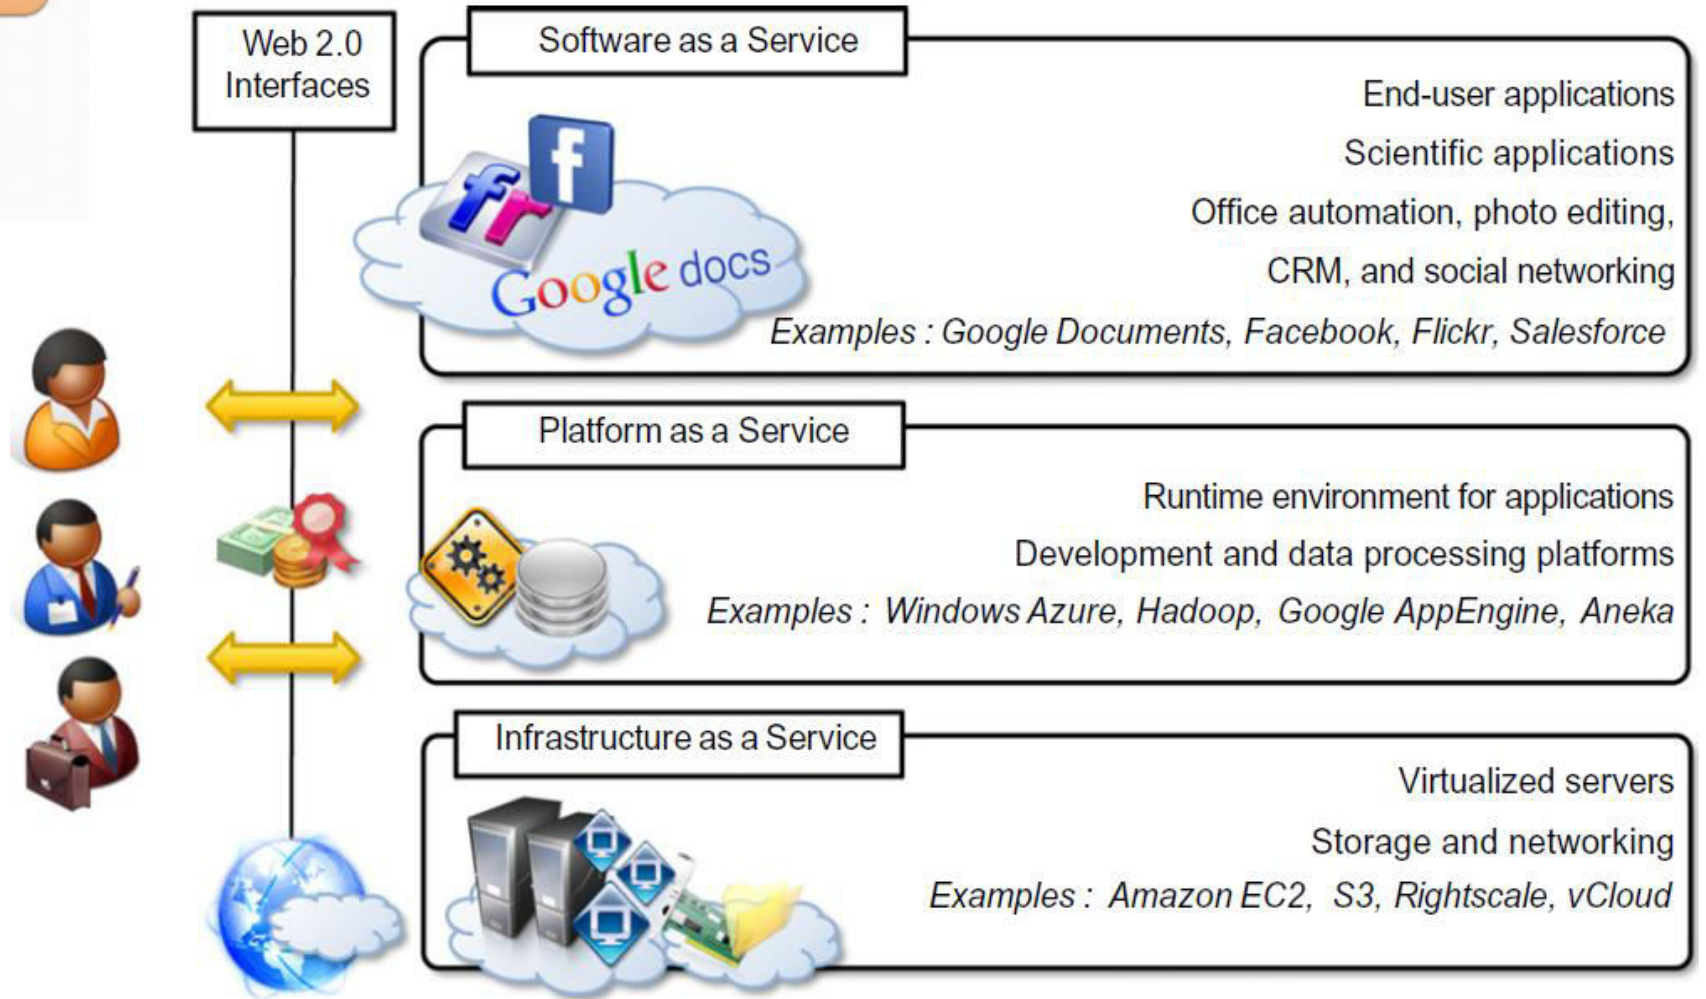 Web 2.0
Interfaces
Software as a Service
End-user applications
Scientific applications
Office automation, photo editing,
CRM, and social networking
Examples : Google Documents, Facebook, Flickr, Salesforce
f
fr
Google docs
Platform as a Service
Runtime environment for applications
Development and data processing platforms
Examples : Windows Azure, Hadoop, Google AppEngine, Aneka
Infrastructure as a Service
Virtualized servers
Storage and networking
Examples : Amazon EC2, S3, Rightscale, vCloud